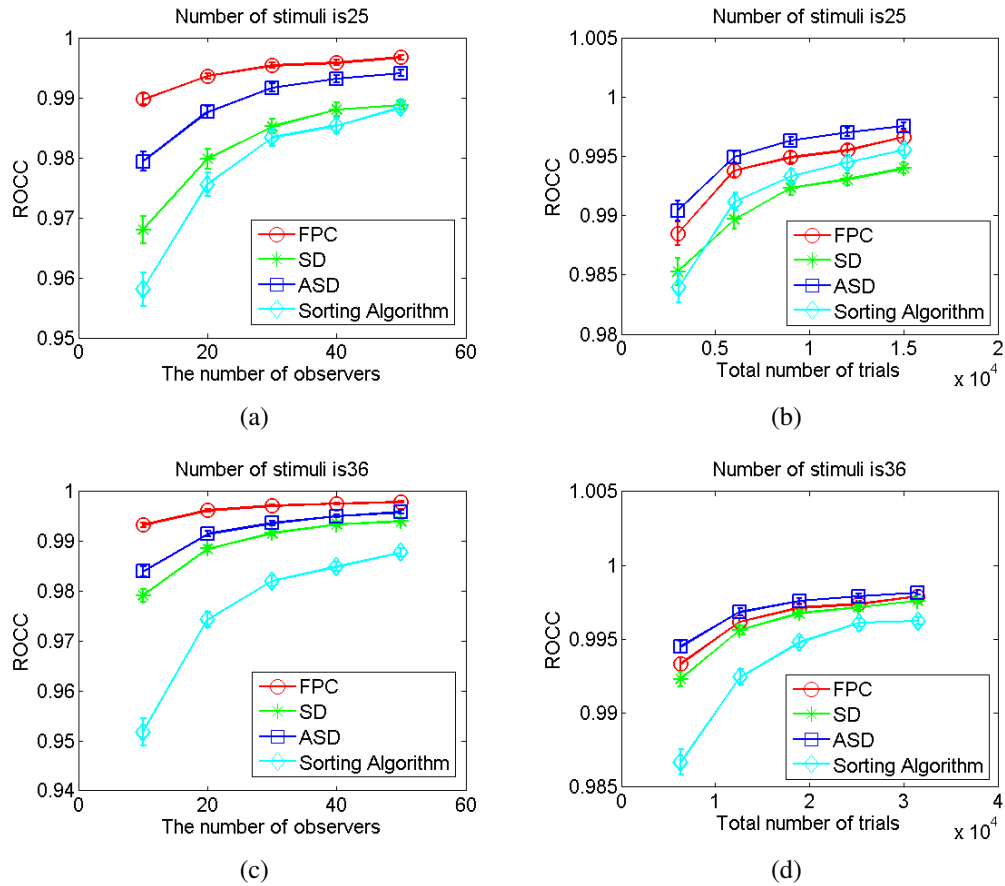 Number of stimuli is25
ROCC
1
0.99
0.98
0.97
0.96
0.95
0
20
40
60
The number of observers
FPC
SD
ASD
Sorting Algorithm
(a)
Number of stimuli is25
ROCC
1.005
1
0.995
0.99
0.985
0.98
0
0.5
1
1.5
2
x 10⁴
Total number of trials
FPC
SD
ASD
Sorting Algorithm
(b)
Number of stimuli is36
ROCC
1
0.99
0.98
0.97
0.96
0.95
0.94
0
20
40
60
The number of observers
FPC
SD
ASD
Sorting Algorithm
(c)
Number of stimuli is36
ROCC
1.005
1
0.995
0.99
0.985
0
1
2
3
4
x 10⁴
Total number of trials
FPC
SD
ASD
Sorting Algorithm
(d)